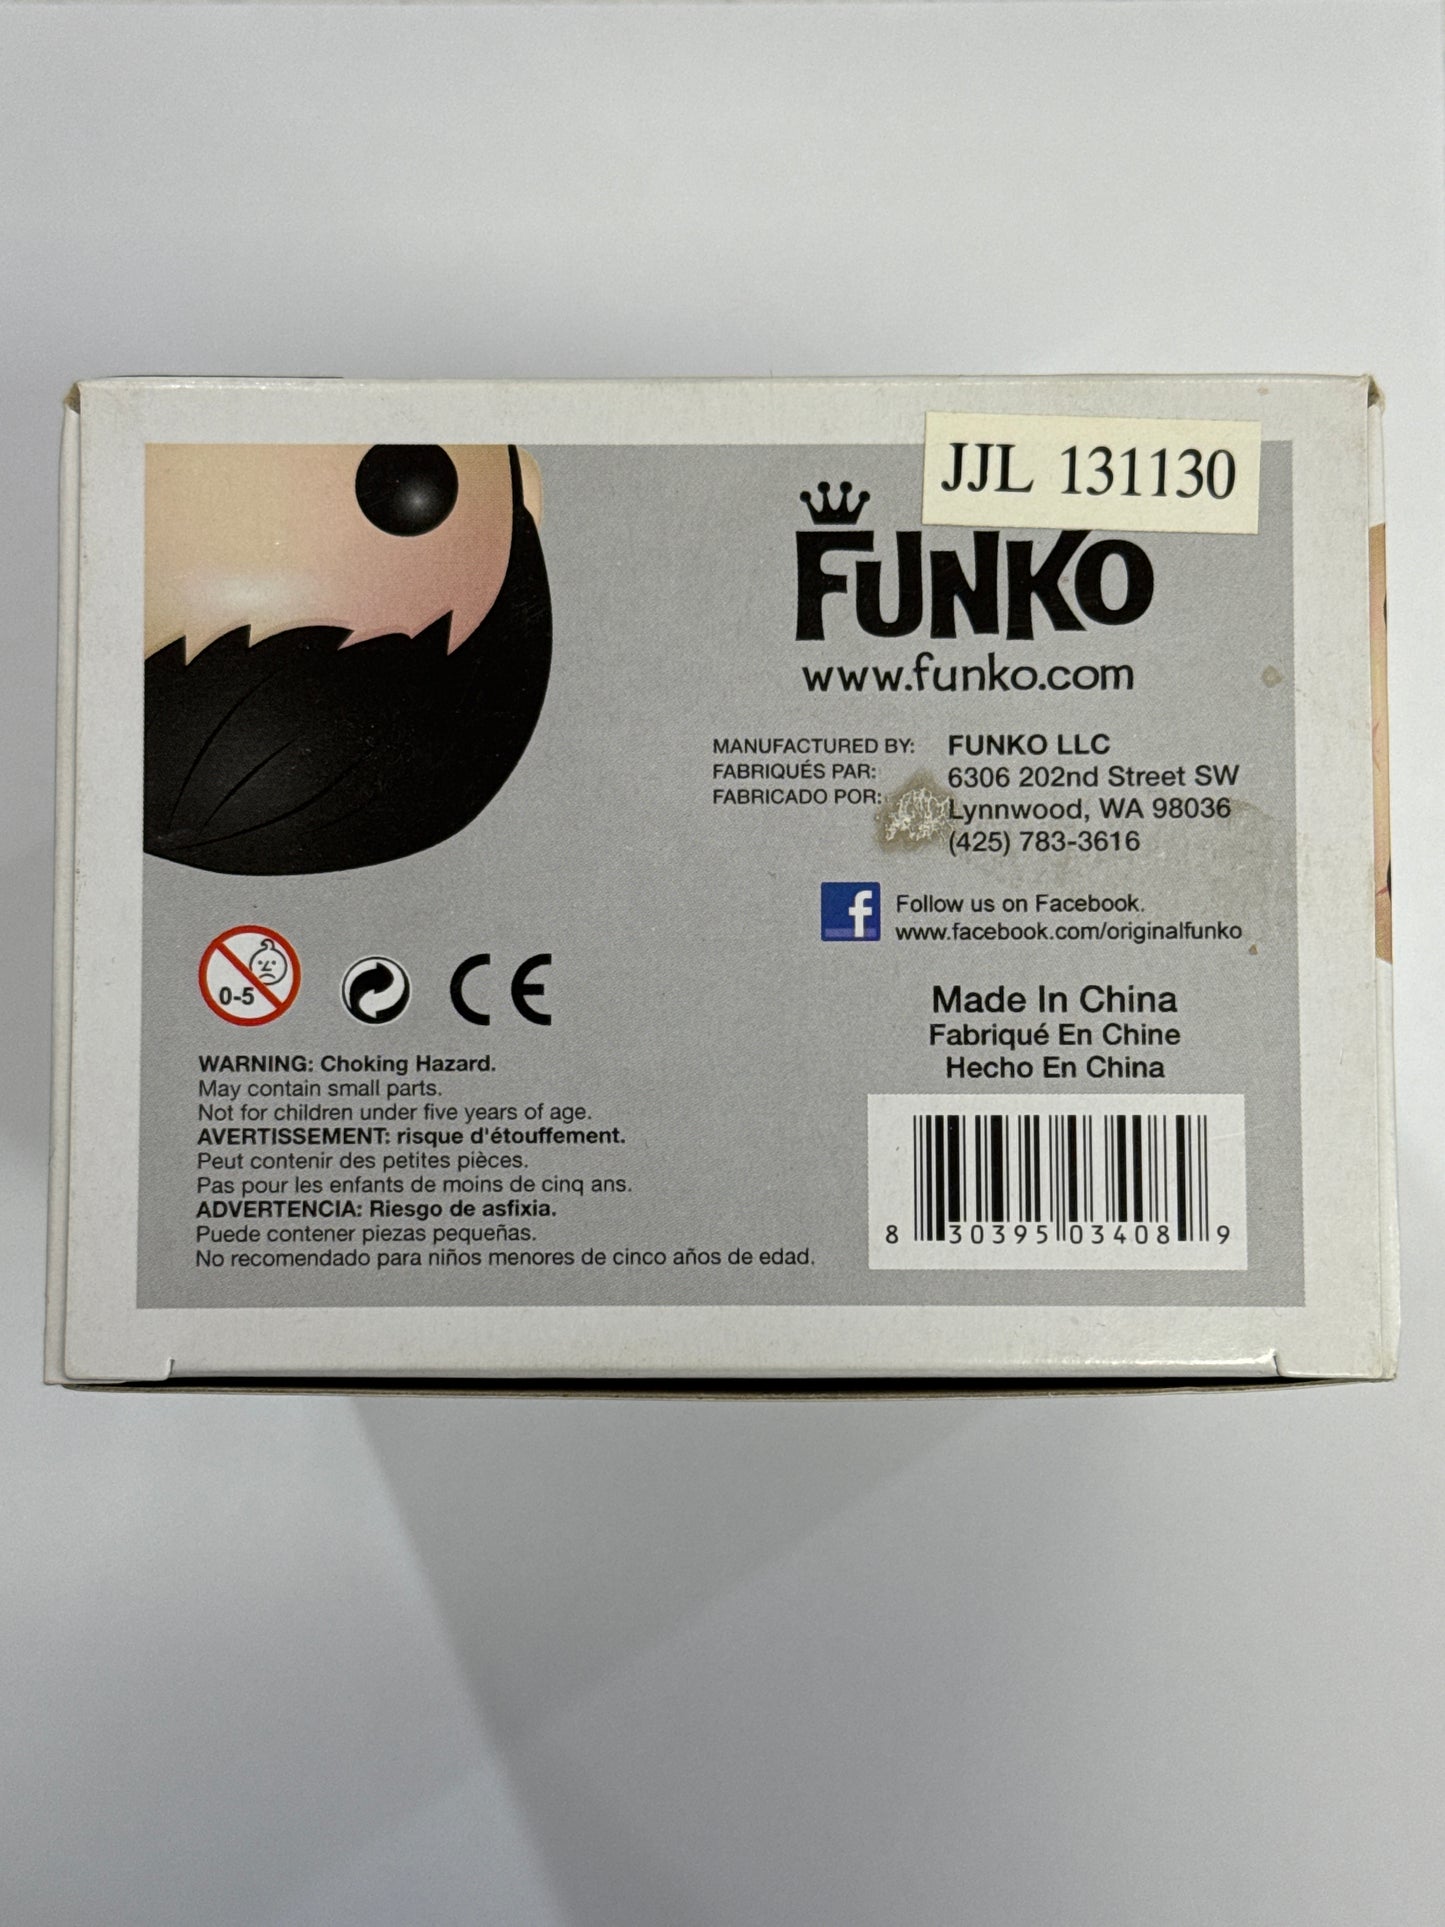 JJL 131130
FUNKO
www.funko.com
MANUFACTURED BY:
FABRIQUÉS PAR:
FABRICADO POR:
FUNKO LLC
6306 202nd Street SW
Lynnwood, WA 98036
(425) 783-3616
f
Follow us on Facebook.
www.facebook.com/originalfunko
0-5
CE
WARNING: Choking Hazard.
May contain small parts.
Not for children under five years of age.
AVERTISSEMENT: risque d'étouffement.
Peut contenir des petites pièces.
Pas pour les enfants de moins de cinq ans.
ADVERTENCIA: Riesgo de asfixia.
Puede contener piezas pequeñas.
No recomendado para niños menores de cinco años de edad.
Made In China
Fabriqué En Chine
Hecho En China
8 30395 03408 9